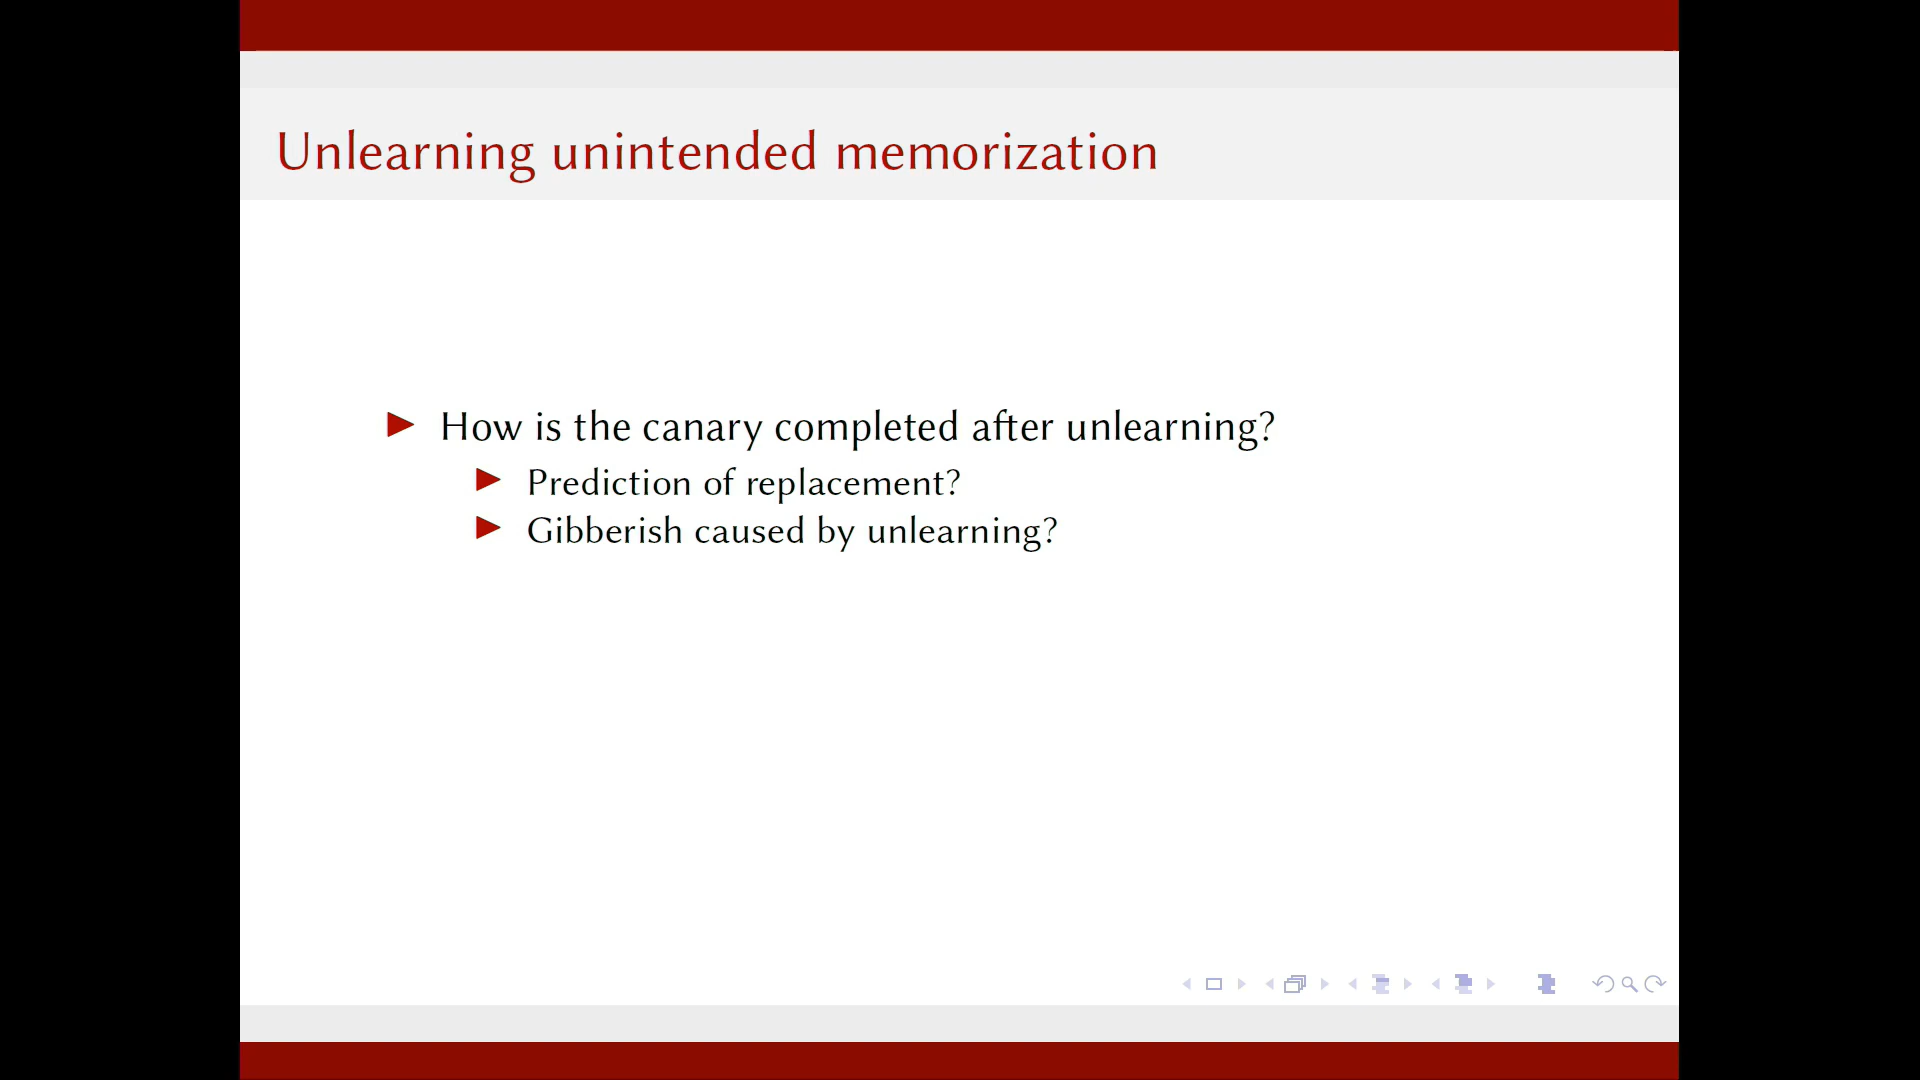 Unlearning unintended memorization
How is the canary completed after unlearning?
Prediction of replacement?
Gibberish caused by unlearning?